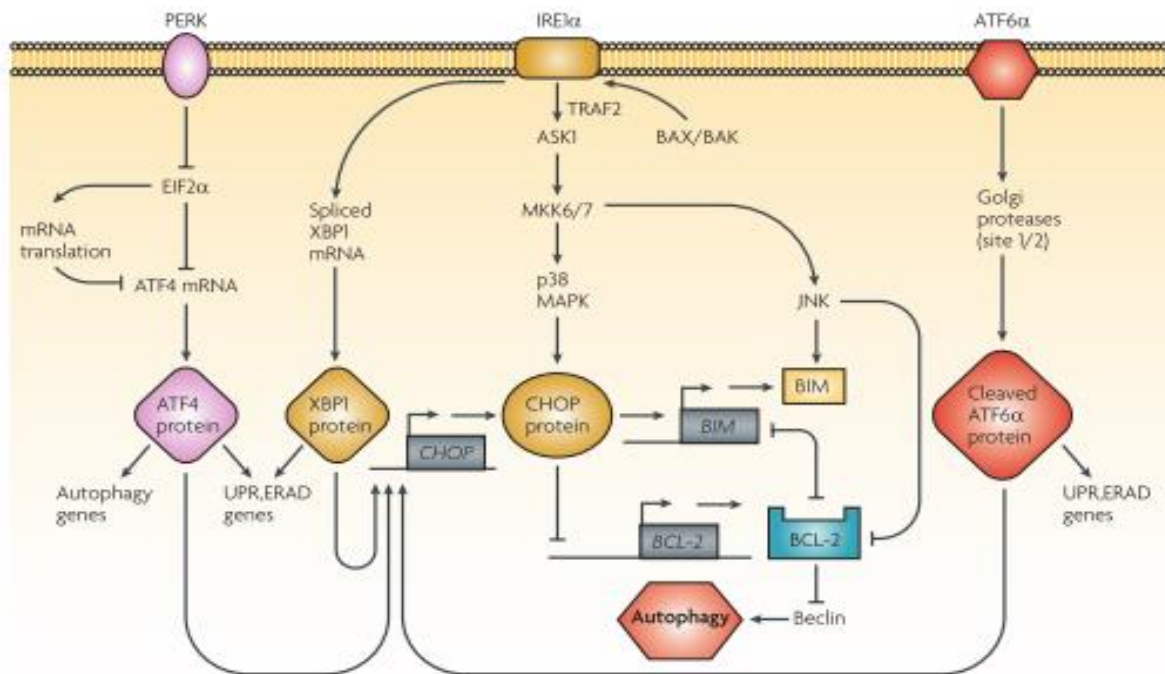 PERK
IRE1α
ATF6α
TRAF2
ASK1
BAX/BAK
EIF2α
mRNA
translation
Spliced
XBP1
mRNA
MKK6/7
Golgi
proteases
(site 1/2)
ATF4 mRNA
p38
MAPK
JNK
ATF4
protein
XBP1
protein
CHOP
CHOP
protein
BIM
BIM
Cleaved
ATF6α
protein
Autophagy
genes
UPR,ERAD
genes
BCL-2
BCL-2
UPR,ERAD
genes
Autophagy
Beclin